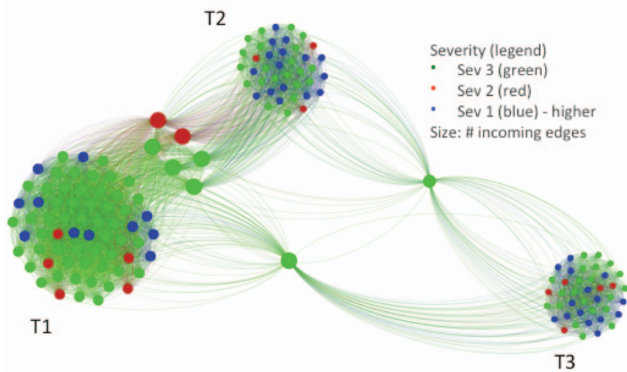 T2
T3
Severity (legend)
Sev 3 (green)
Sev 2 (red)
Sev 1 (blue) - higher
Size: # incoming edges
T1